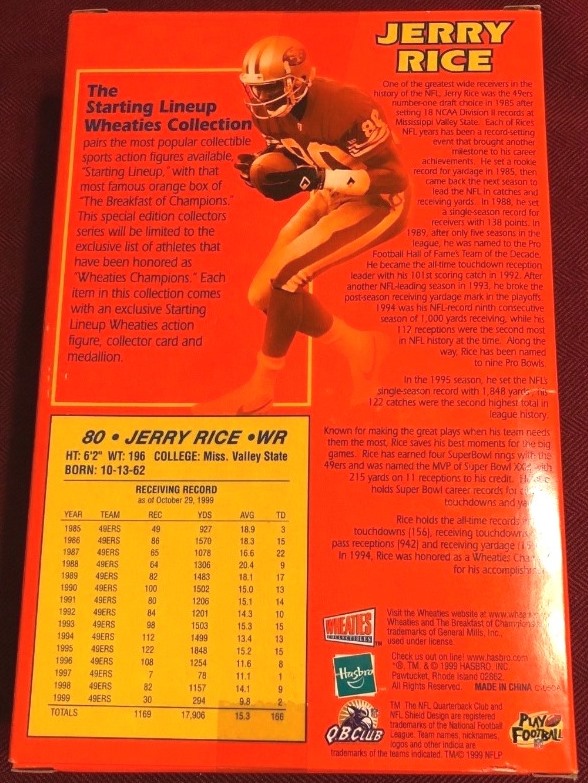 JERRY
RICE
The
Starting Lineup
Wheaties Collection
pairs the most popular collectible
sports action figures available,
"Starting Lineup," with that
most famous orange box of
"The Breakfast of Champions."
This special edition collectors
series will be limited to the
exclusive list of athletes that
have been honored as
"Wheaties Champions." Each
item in this collection comes
with an exclusive Starting
Lineup Wheaties action
figure, collector card and
medallion.
One of the greatest wide receivers in the
history of the NFL, Jerry Rice was the 49ers
number-one draft choice in 1985 after
setting 18 NCAA Division II records at
Mississippi Valley State. Each of Rice's
NFL years has been a record-setting
event that brought another
milestone to his career
achievements. He set a rookie
record for yardage in 1985, then
came back the next season to
lead the NFL in catches and
receiving yards. In 1988, he set
a single-season record for
receivers with 138 points. In
1989, after only five seasons in the
league, he was named to the Pro
Football Hall of Fame's Team of the Decade.
He became the all-time touchdown reception
leader with his 101st scoring catch in 1992. After
another NFL-leading season in 1993, he broke the
post-season receiving yardage mark in the playoffs.
1994 was his NFL-record ninth consecutive
season of 1,000 yards receiving, while his
112 receptions were the second most
in NFL history at the time. Along the
way, Rice has been named
to nine Pro Bowls.
In the 1995 season, he set the NFL's
single-season record with 1,848 yards; his
122 catches were the second highest total in
league history.
Known for making the great plays when his team needs
them the most, Rice saves his best moments for the big
games. Rice has earned four SuperBowl rings with the
49ers and was named the MVP of Super Bowl with
215 yards on 11 receptions to his credit. He
holds Super Bowl career records for
touchdowns and
Rice holds the all-time records
touchdowns (156), receiving touchdowns
pass receptions (942) and receiving yardage
In 1994, Rice was honored as a Wheaties
for his
80 • JERRY RICE • WR
HT: 6'2" WT: 196 COLLEGE: Miss. Valley State
BORN: 10-13-62
RECEIVING RECORD
as of October 29, 1999
YEAR TEAM REC YDS AVG TD
1985 49ERS 49 927 18.9 3
1986 49ERS 86 1570 18.3 15
1987 49ERS 65 1078 16.6 22
1988 49ERS 64 1306 20.4 9
1989 49ERS 82 1483 18.1 17
1990 49ERS 100 1502 15.0 13
1991 49ERS 80 1206 15.1 14
1992 49ERS 84 1201 14.3 10
1993 49ERS 98 1503 15.3 15
1994 49ERS 112 1499 13.4 13
1995 49ERS 122 1848 15.2 15
1996 49ERS 108 1254 11.6 8
1997 49ERS 7 78 11.1 1
1998 49ERS 82 1157 14.1 9
1999 49ERS 30 294 9.8 2
TOTALS 1169 17,906 15.3 166
WHEATIES
COLLECTIBLES
Visit the Wheaties website at
Wheaties and The Breakfast of Champions
trademarks of General Mills, Inc.,
used under license.
Hasbro
Check us out on line! www.hasbro.com
*®, TM, & © 1999 HASBRO, INC.
Pawtucket, Rhode Island 02862.
All Rights Reserved. MADE IN CHINA
QB CLUB
TM The NFL Quarterback Club and
NFL Shield Design are registered
trademarks of the National Football
League. Team names, nicknames,
logos and other indicia are
trademarks of the teams indicated. TM/© 1999 NFLP
PLAY
FOOTBALL
80